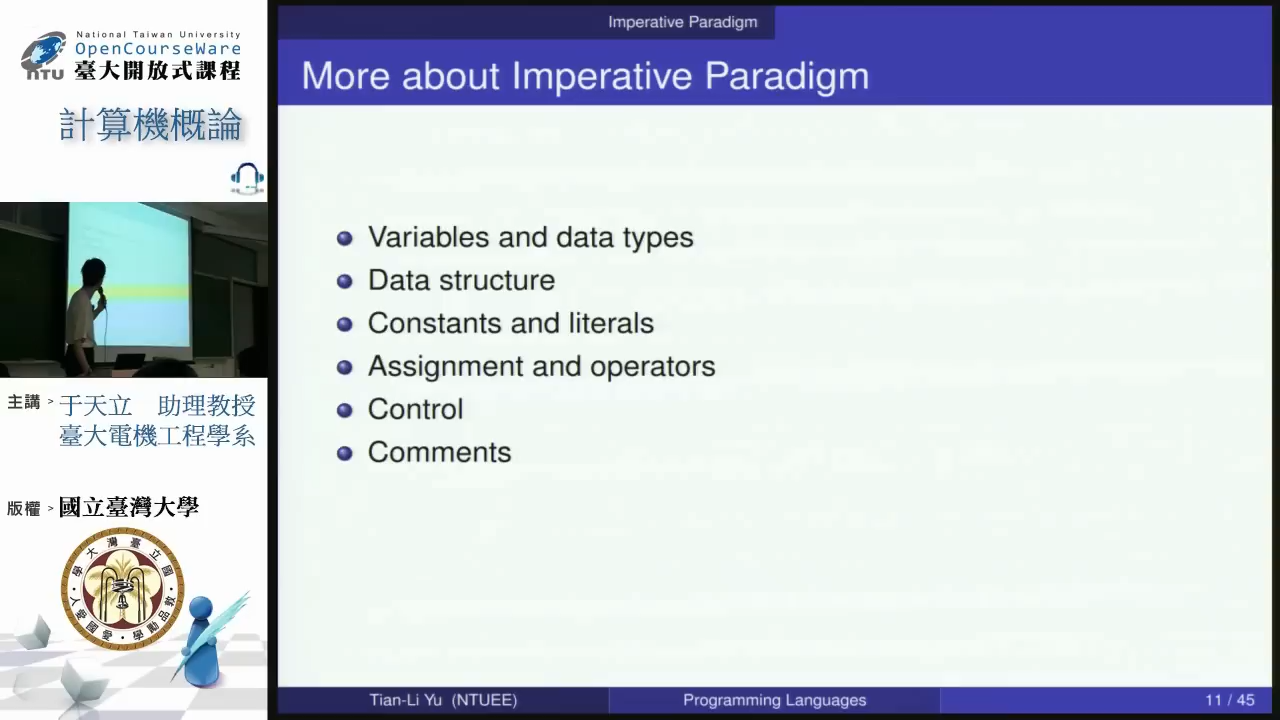 National Taiwan University
OpenCourseWare
NTU
臺大開放式課程
計算機概論
主講 > 于天立 助理教授
臺大電機工程學系
版權 > 國立臺灣大學
Imperative Paradigm
More about Imperative Paradigm
Variables and data types
Data structure
Constants and literals
Assignment and operators
Control
Comments
Tian-Li Yu (NTUEE)
Programming Languages
11 / 45